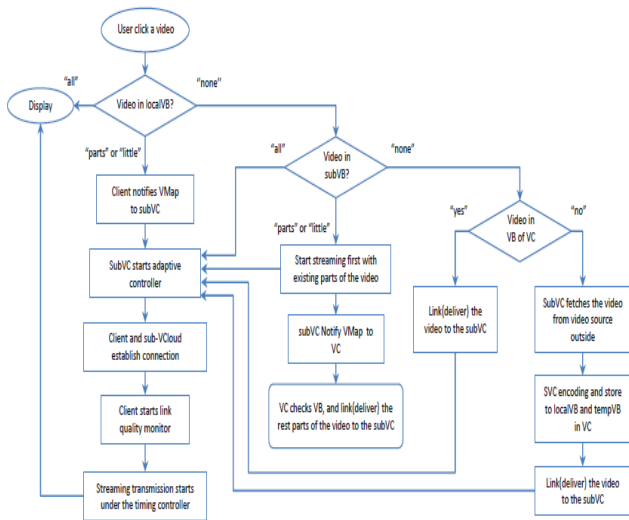 User click a video
"all"
"none"
Display
Video in localVB?
"parts" or "little"
"all"
Video in
subVB?
"none"
Client notifies VMap
to subVC
"parts" or "little"
"yes"
Video in
VB of VC
"no"
SubVC starts adaptive
controller
Start streaming first with
existing parts of the video
Link(deliver) the
video to the subVC
SubVC fetches the video
from video source
outside
Client and sub-VCloud
establish connection
subVC Notify VMap to
VC
Client starts link
quality monitor
VC checks VB, and link(deliver) the
rest parts of the video to the subVC
SVC encoding and store
to localVB and tempVB
in VC
Streaming transmission starts
under the timing controller
Link(deliver) the video
to the subVC